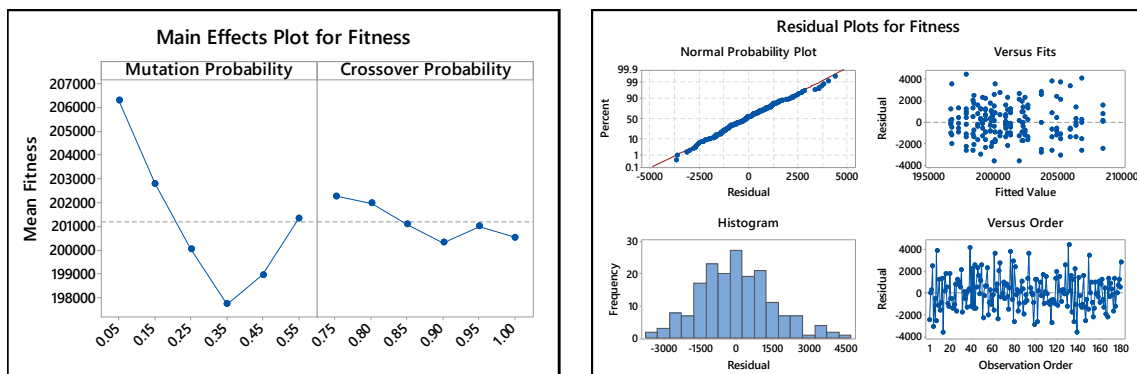 Main Effects Plot for Fitness
Mutation Probability Crossover Probability
Mean Fitness
207000
206000
205000
204000
203000
202000
201000
200000
199000
198000
0.05 0.15 0.25 0.35 0.45 0.55 0.75 0.80 0.85 0.90 0.95 1.00
Residual Plots for Fitness
Normal Probability Plot
Percent
99.9
99
90
50
10
1
0.1
-5000 -2500 0 2500 5000
Residual
Versus Fits
Residual
4000
2000
0
-2000
-4000
195000 200000 205000 210000
Fitted Value
Histogram
Frequency
30
20
10
0
-3000 -1500 0 1500 3000 4500
Residual
Versus Order
Residual
4000
2000
0
-2000
-4000
1 20 40 60 80 100 120 140 160 180
Observation Order